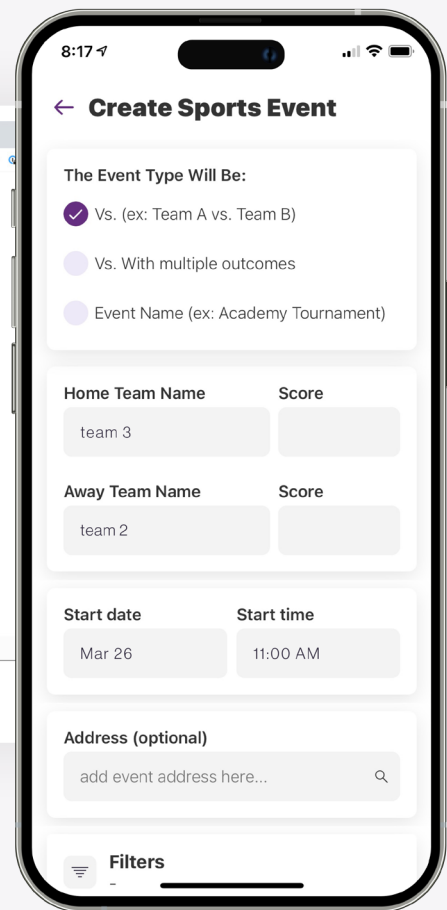 8:17
Create Sports Event
The Event Type Will Be:
Vs. (ex: Team A vs. Team B)
Vs. With multiple outcomes
Event Name (ex: Academy Tournament)
Home Team Name Score
team 3
Away Team Name Score
team 2
Start date Start time
Mar 26 11:00 AM
Address (optional)
add event address here...
Filters